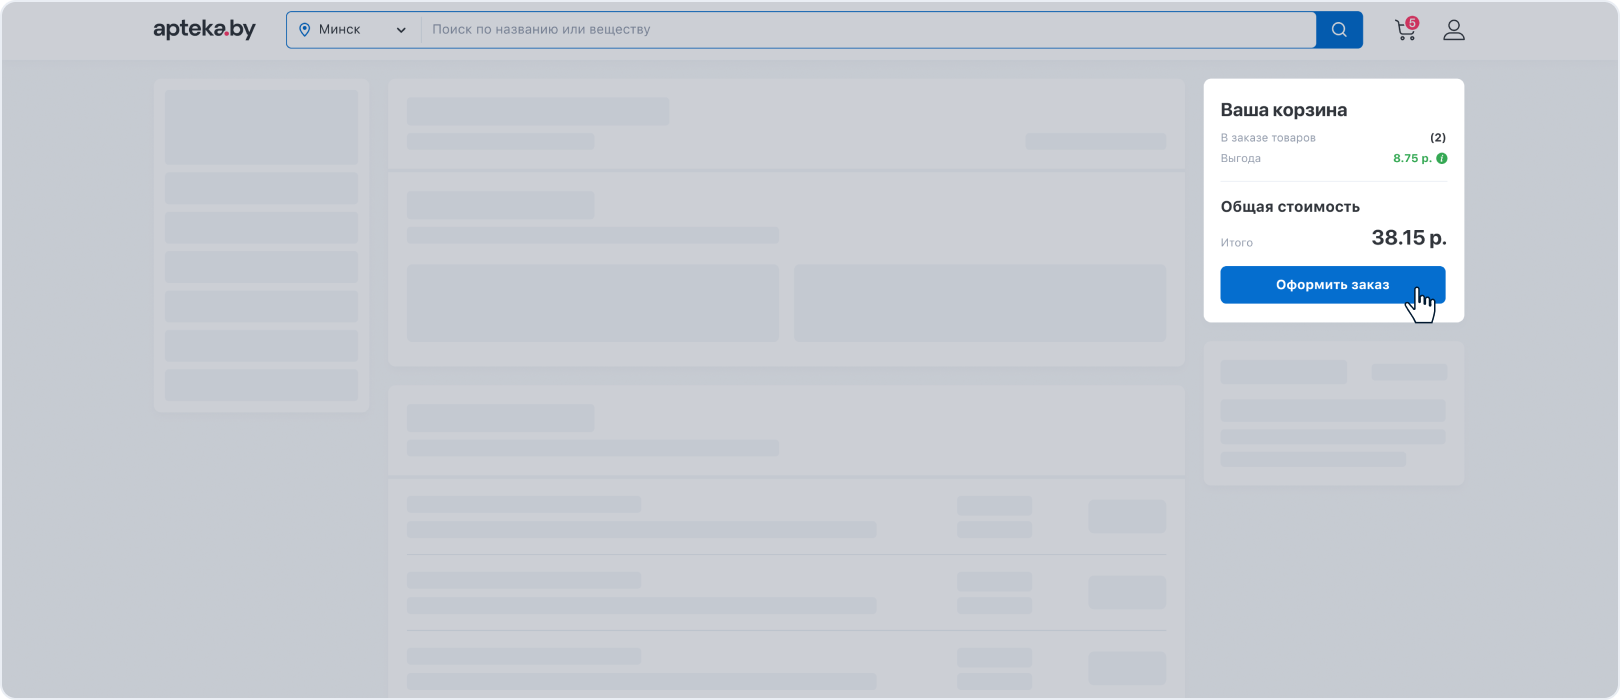 apteka.by
Минск
Поиск по названию или веществу
5
Ваша корзина
В заказе товаров (2)
Выгода 8.75 р. i
Общая стоимость
Итого 38.15 р.
Оформить заказ